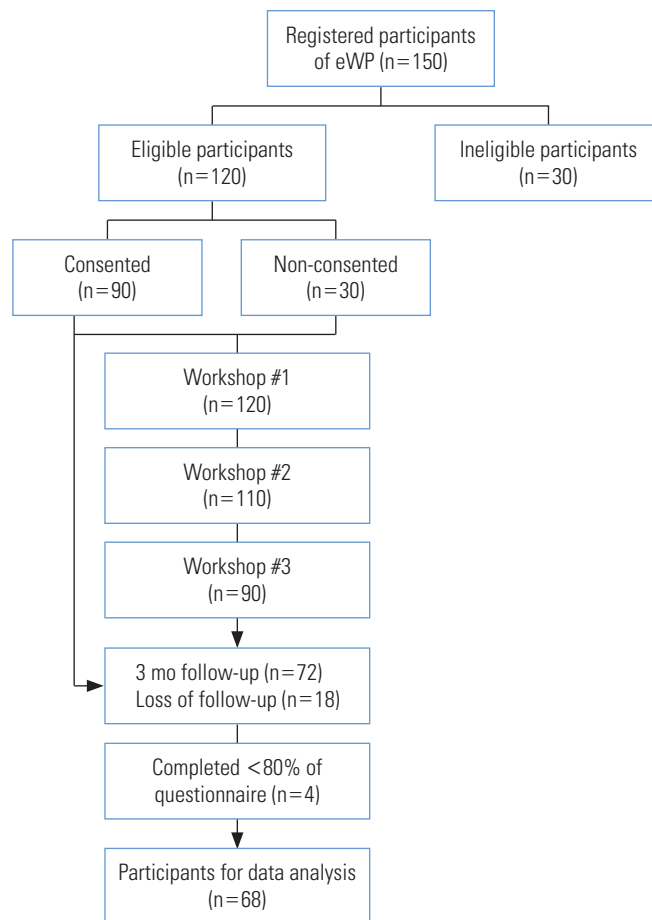 Registered participants
of eWP (n=150)
Eligible participants
(n=120)
Ineligible participants
(n=30)
Consented
(n=90)
Non-consented
(n=30)
Workshop #1
(n=120)
Workshop #2
(n=110)
Workshop #3
(n=90)
3 mo follow-up (n=72)
Loss of follow-up (n=18)
Completed <80% of
questionnaire (n=4)
Participants for data analysis
(n=68)